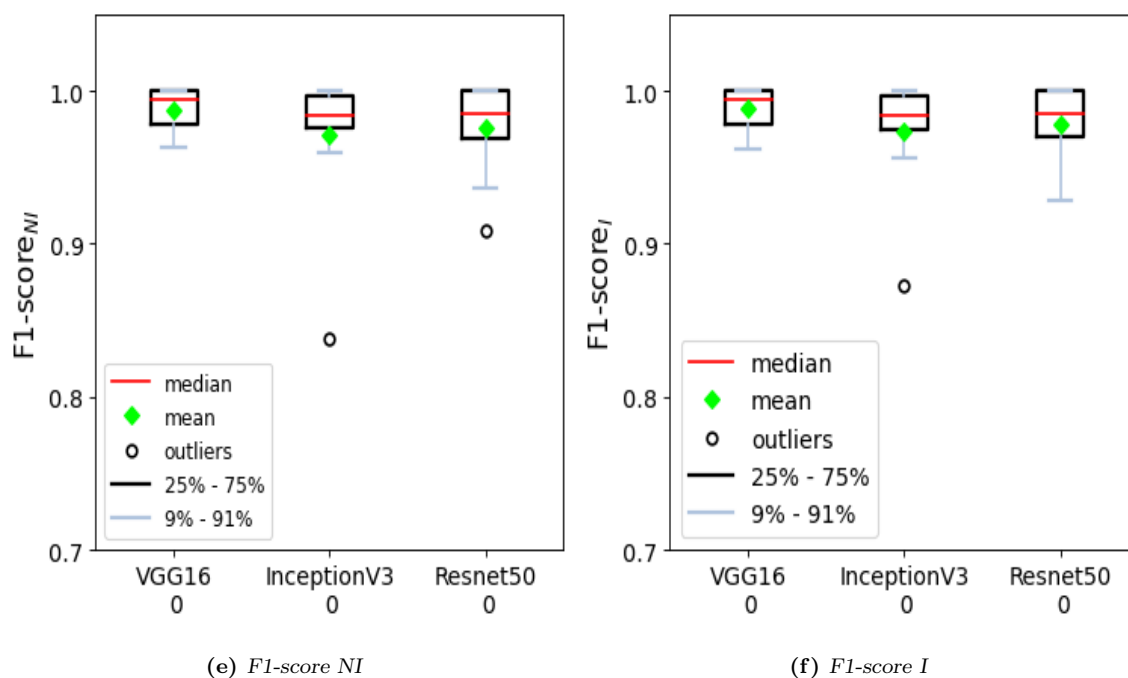 F1-score_NI
1.0
0.9
0.8
0.7
median
mean
outliers
25% - 75%
9% - 91%
VGG16 InceptionV3 Resnet50
0 0 0
(e) F1-score NI
F1-score_I
1.0
0.9
0.8
0.7
median
mean
outliers
25% - 75%
9% - 91%
VGG16 InceptionV3 Resnet50
0 0 0
(f) F1-score I